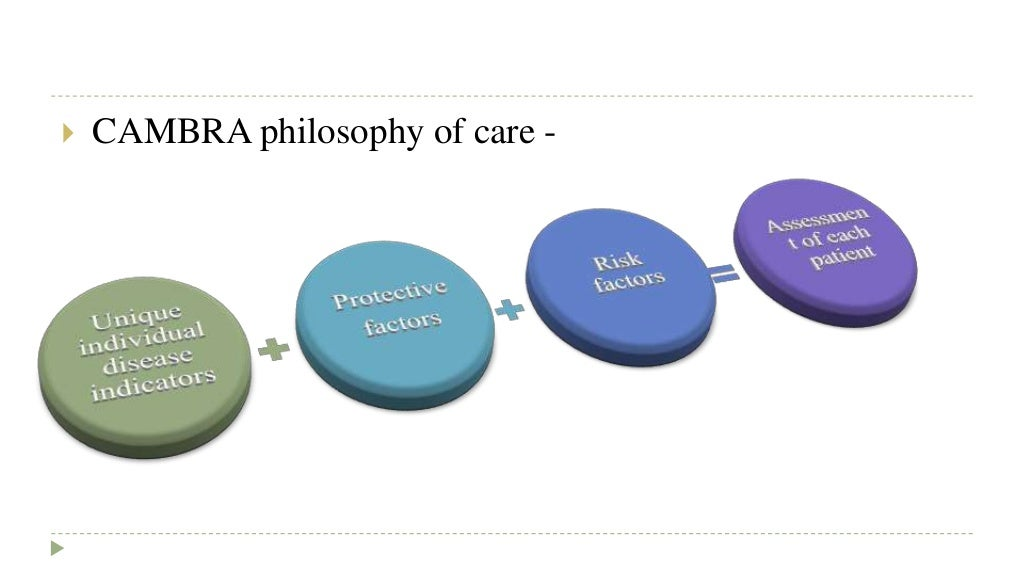 CAMBRA philosophy of care -
Unique
individual
disease
indicators
+
Protective
factors
+
Risk
factors
=
Assessmen
t of each
patient